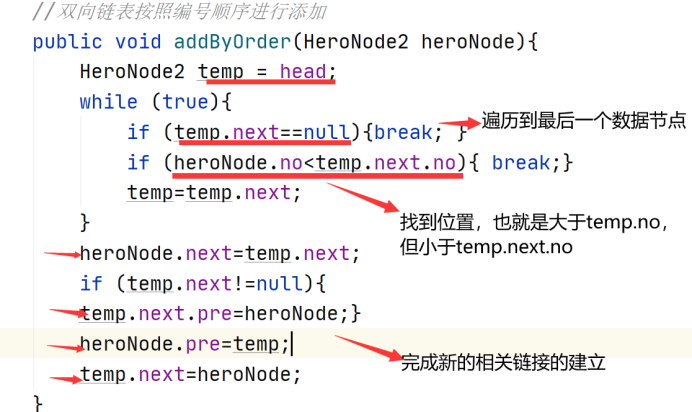 //双向链表按照编号顺序进行添加
public void addByOrder(HeroNode2 heroNode){
HeroNode2 temp = head;
while (true){
if (temp.next==null){break; }
遍历到最后一个数据节点
if (heroNode.no<temp.next.no){ break;}
temp=temp.next;
找到位置，也就是大于temp.no，
但小于temp.next.no
}
heroNode.next=temp.next;
if (temp.next!=null){
temp.next.pre=heroNode;}
heroNode.pre=temp;
完成新的相关链接的建立
temp.next=heroNode;
}